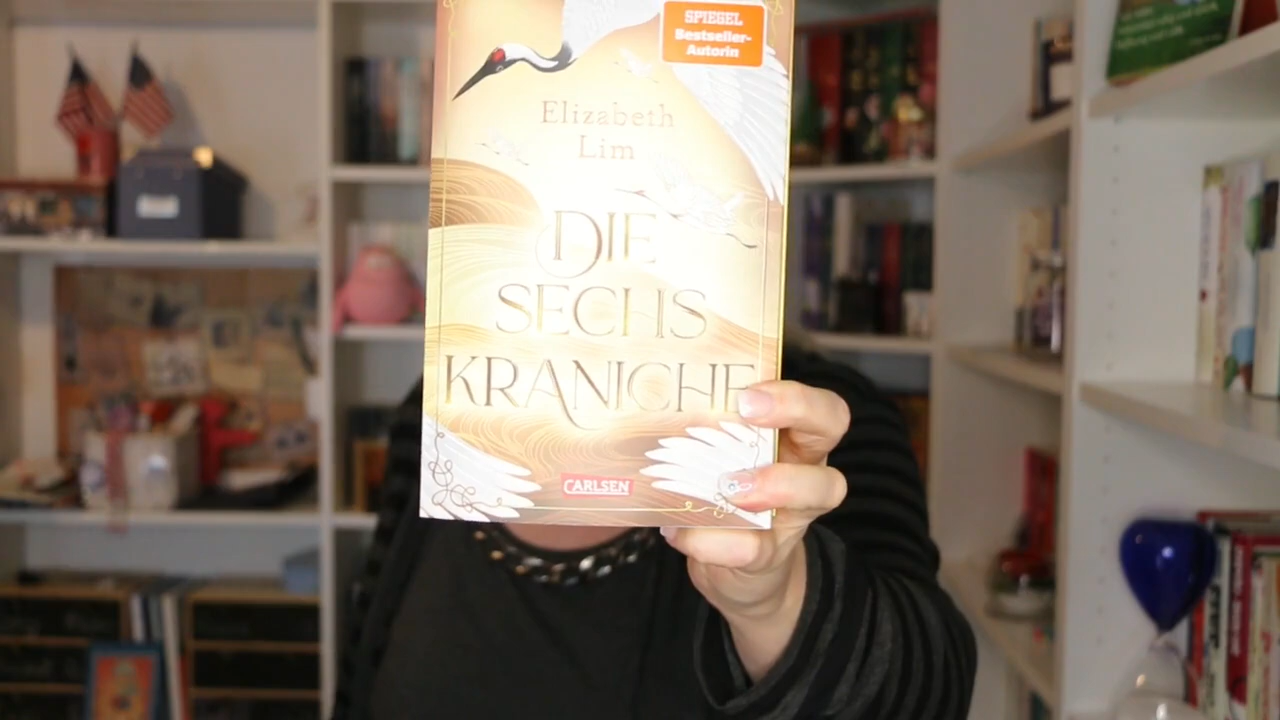 SPIEGEL
Bestseller-
Autorin
Elizabeth
Lim
DIE
SECHS
KRANICHE
CARLSEN